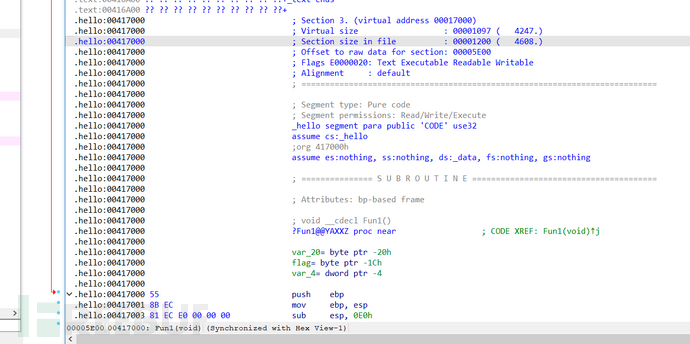 .text:00416A00 ?? ?? ?? ?? ?? ?? ?? ?? ?? ?? ?? ??+
.hello:00417000 ; Section 3. (virtual address 00017000)
.hello:00417000 ; Virtual size : 00001097 ( 4247.)
.hello:00417000 ; Section size in file : 00001200 ( 4608.)
.hello:00417000 ; Offset to raw data for section: 00005E00
.hello:00417000 ; Flags E0000020: Text Executable Readable Writable
.hello:00417000 ; Alignment : default
.hello:00417000 ; ===========================================================================
.hello:00417000
.hello:00417000 ; Segment type: Pure code
.hello:00417000 ; Segment permissions: Read/Write/Execute
.hello:00417000 _hello segment para public 'CODE' use32
.hello:00417000 assume cs:_hello
.hello:00417000 ;org 417000h
.hello:00417000 assume es:nothing, ss:nothing, ds:_data, fs:nothing, gs:nothing
.hello:00417000
.hello:00417000 ; =============== S U B R O U T I N E =======================================
.hello:00417000
.hello:00417000 ; Attributes: bp-based frame
.hello:00417000
.hello:00417000 ; void __cdecl Fun1()
.hello:00417000 ?Fun1@@YAXXZ proc near ; CODE XREF: Fun1(void)↑j
.hello:00417000
.hello:00417000 var_20= byte ptr -20h
.hello:00417000 flag= byte ptr -1Ch
.hello:00417000 var_4= dword ptr -4
.hello:00417000
.hello:00417000 55 push ebp
.hello:00417001 8B EC mov ebp, esp
.hello:00417003 81 EC E0 00 00 00 sub esp, 0E0h
00005E00 00417000: Fun1(void) (Synchronized with Hex View-1)